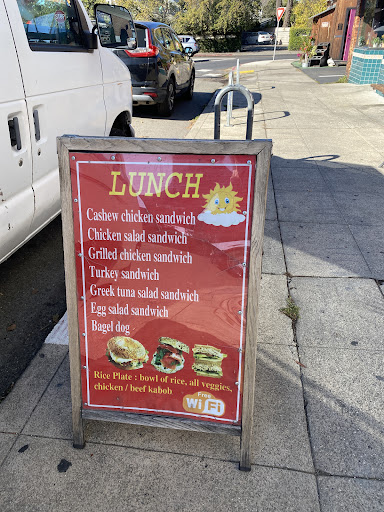 LUNCH
Cashew chicken sandwich
Chicken salad sandwich
Grilled chicken sandwich
Turkey sandwich
Greek tuna salad sandwich
Egg salad sandwich
Bagel dog
Rice Plate : bowl of rice, all veggies,
chicken / beef kabob
Free
WiFi